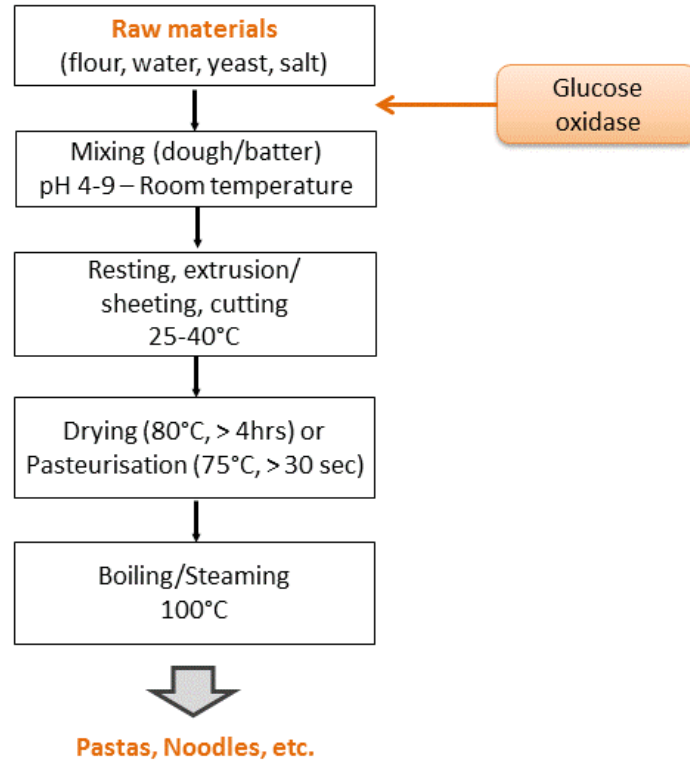 Raw materials
(flour, water, yeast, salt)
Glucose
oxidase
Mixing (dough/batter)
pH 4-9 – Room temperature
Resting, extrusion/
sheeting, cutting
25-40°C
Drying (80°C, > 4hrs) or
Pasteurisation (75°C, > 30 sec)
Boiling/Steaming
100°C
Pastas, Noodles, etc.